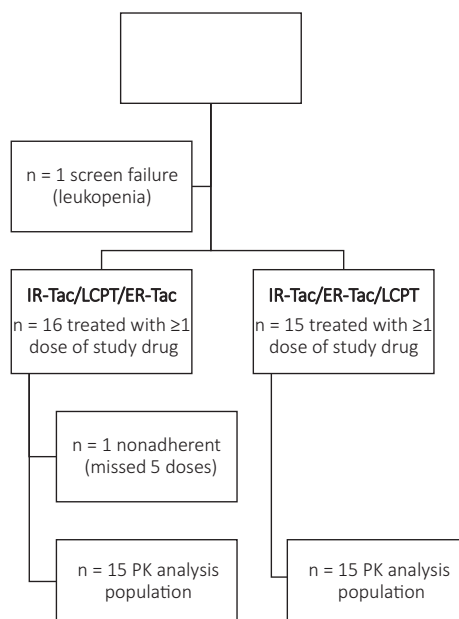 n = 1 screen failure
(leukopenia)
IR-Tac/LCPT/ER-Tac
n = 16 treated with ≥1
dose of study drug
IR-Tac/ER-Tac/LCPT
n = 15 treated with ≥1
dose of study drug
n = 1 nonadherent
(missed 5 doses)
n = 15 PK analysis
population
n = 15 PK analysis
population